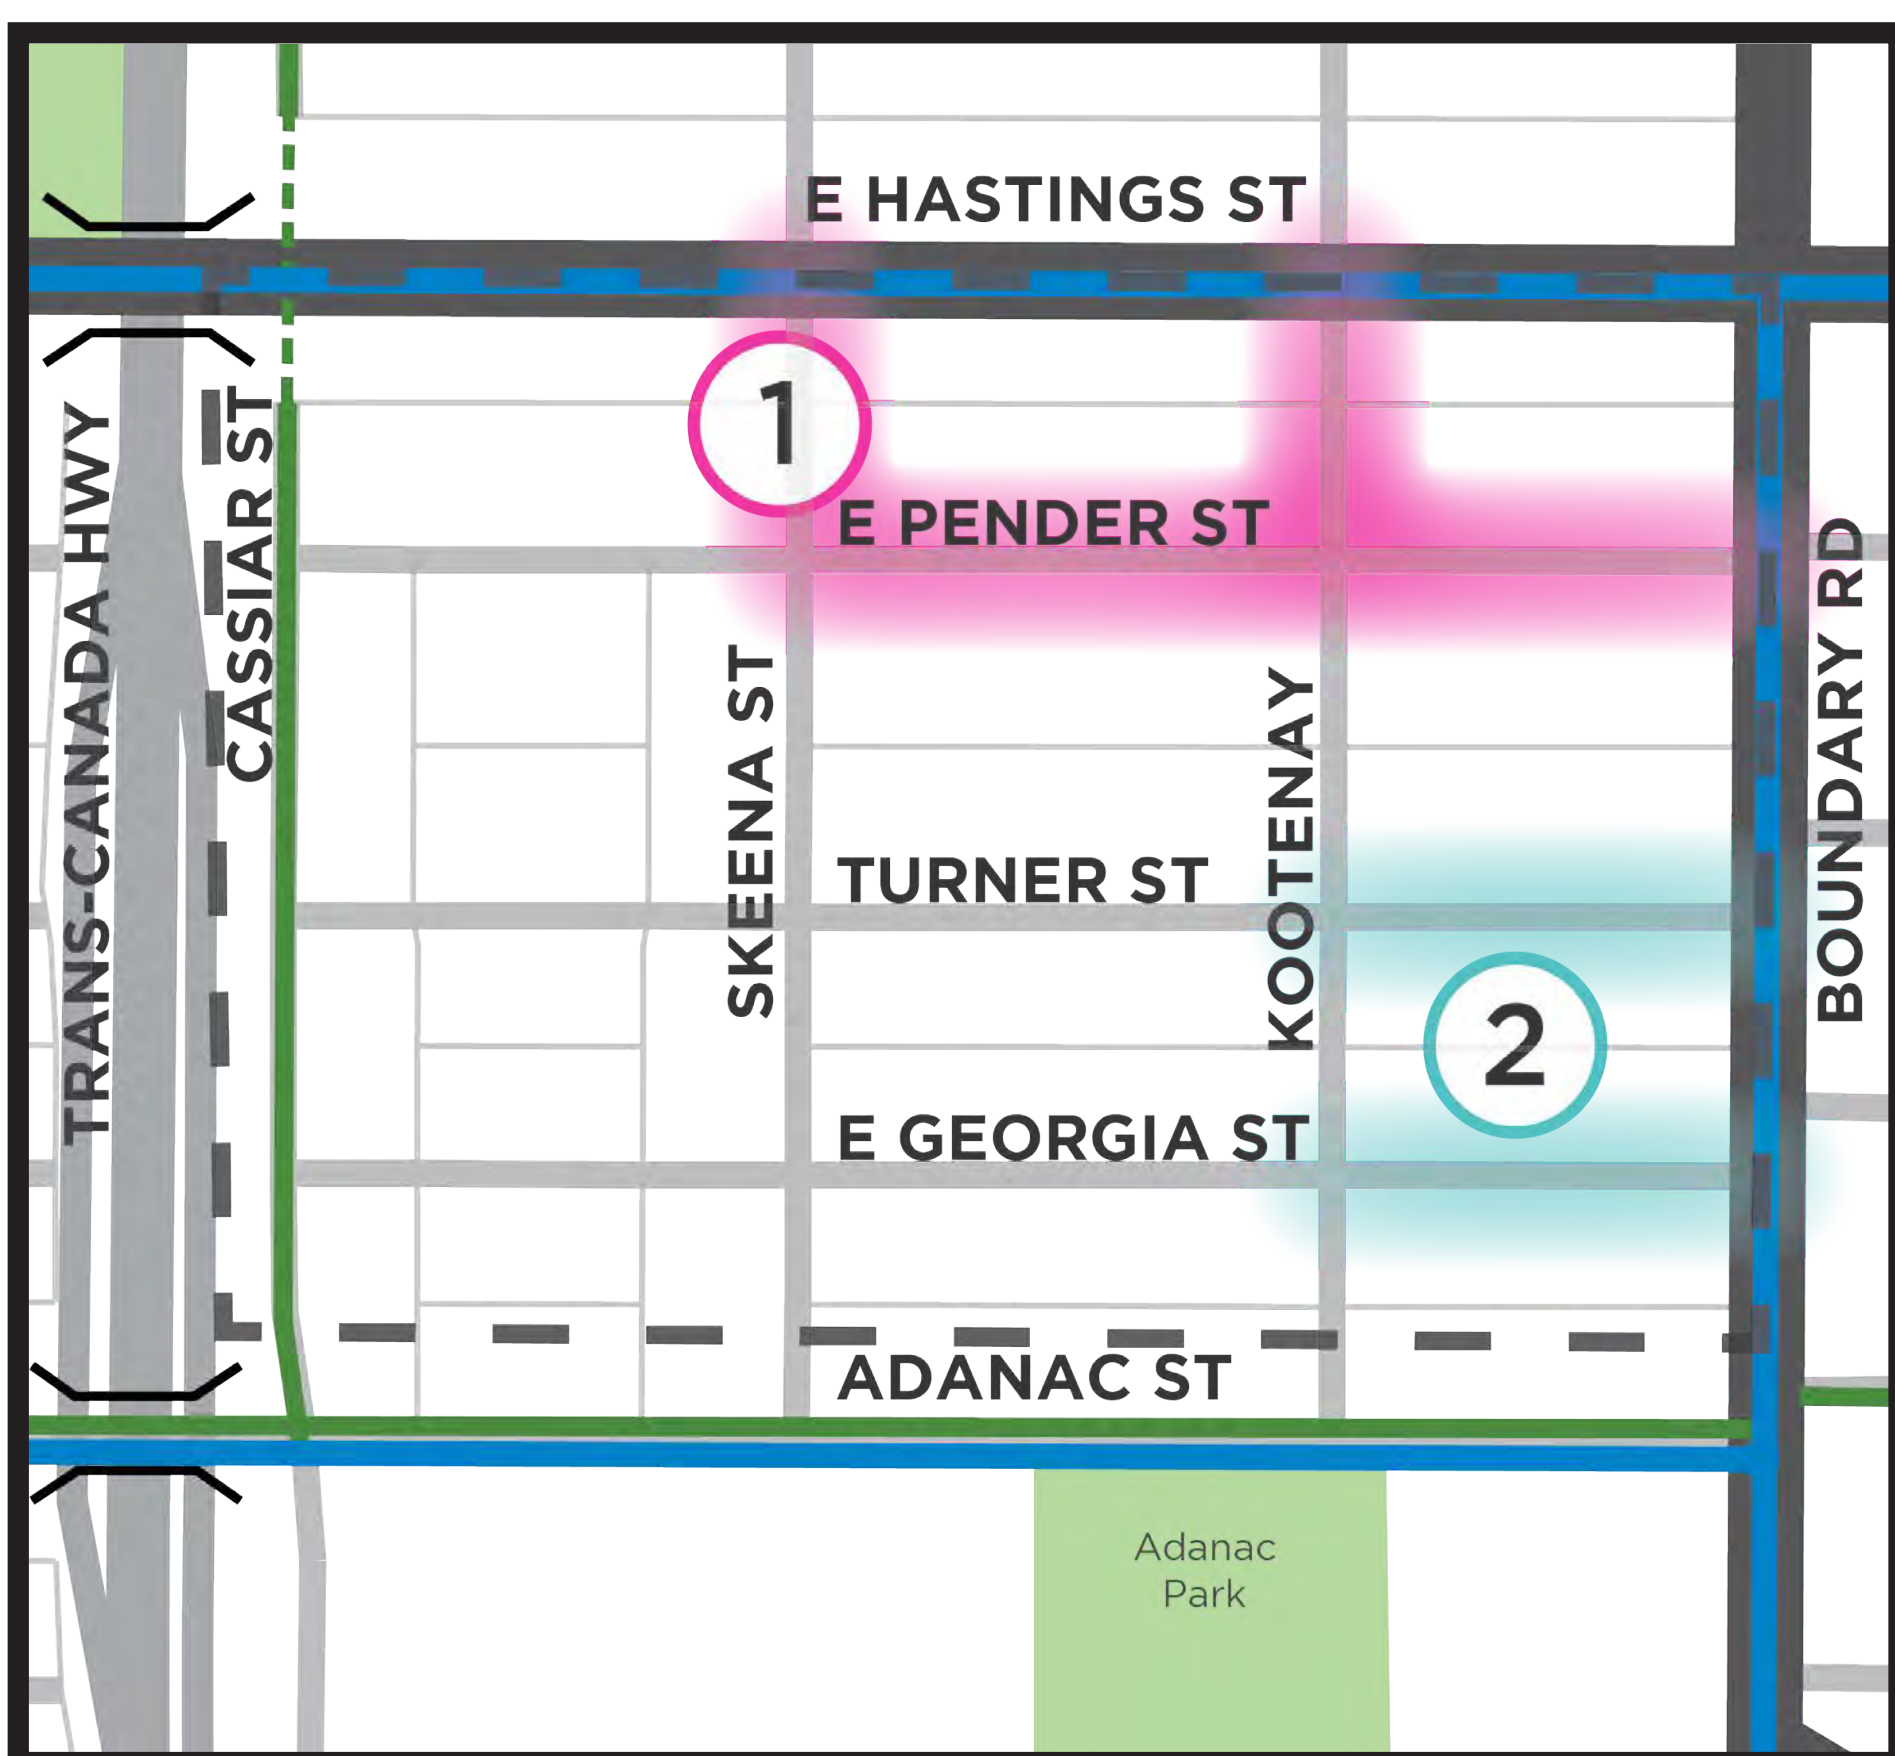 E HASTINGS ST
1
E PENDER ST
TRANS-CANADA HWY
CASSIAR ST
SKEENA ST
KOOTENAY
BOUNDARY RD
TURNER ST
2
E GEORGIA ST
ADANAC ST
Adanac
Park